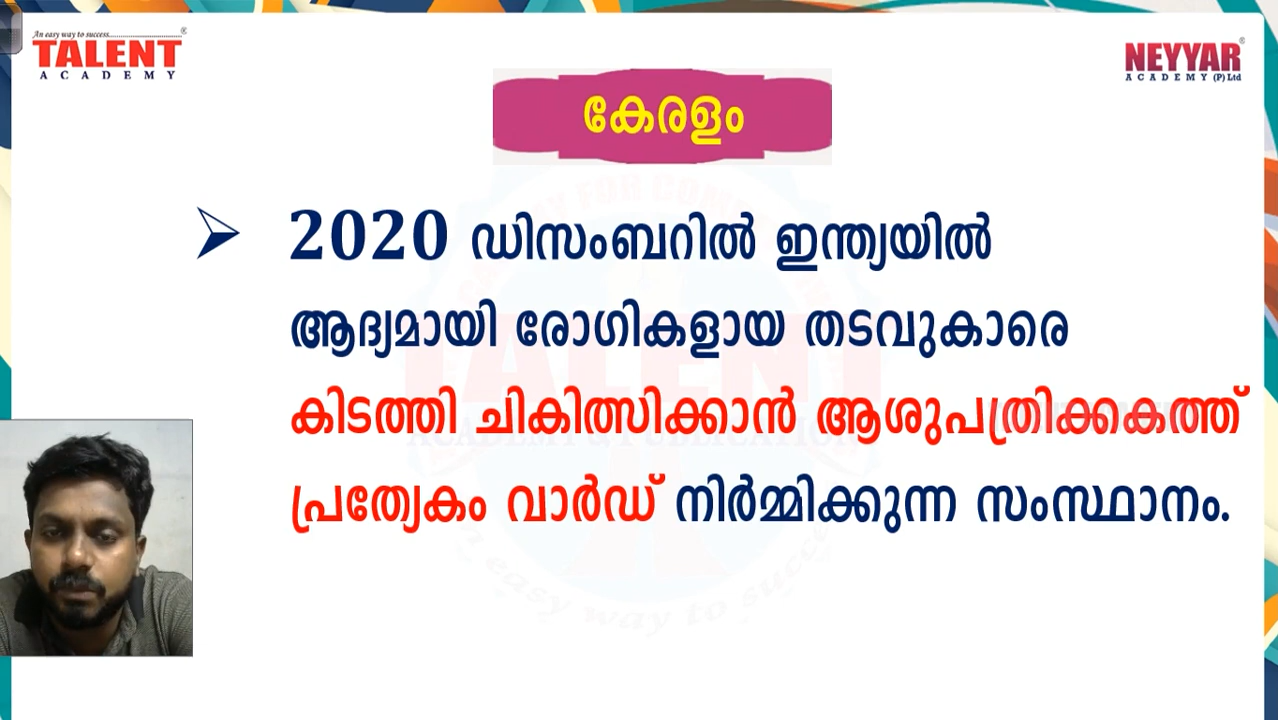 An easy way to success
TALENT
ACADEMY
NEYYAR
ACADEMY (P) Ltd
കേരളം
2020 ഡിസംബറിൽ ഇന്ത്യയിൽ
ആദ്യമായി രോഗികളായ തടവുകാരെ
കിടത്തി ചികിത്സിക്കാൻ ആശുപത്രിക്കകത്ത്
പ്രത്യേകം വാർഡ് നിർമ്മിക്കുന്ന സംസ്ഥാനം.